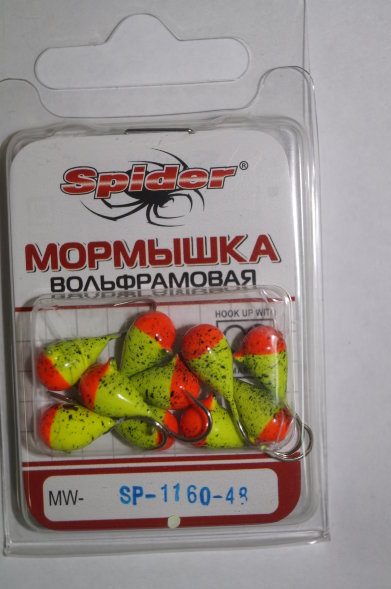 Spider®
МОРМЫШКА
ВОЛЬФРАМОВАЯ
HOOK UP WITH
MW- SP-1160-48